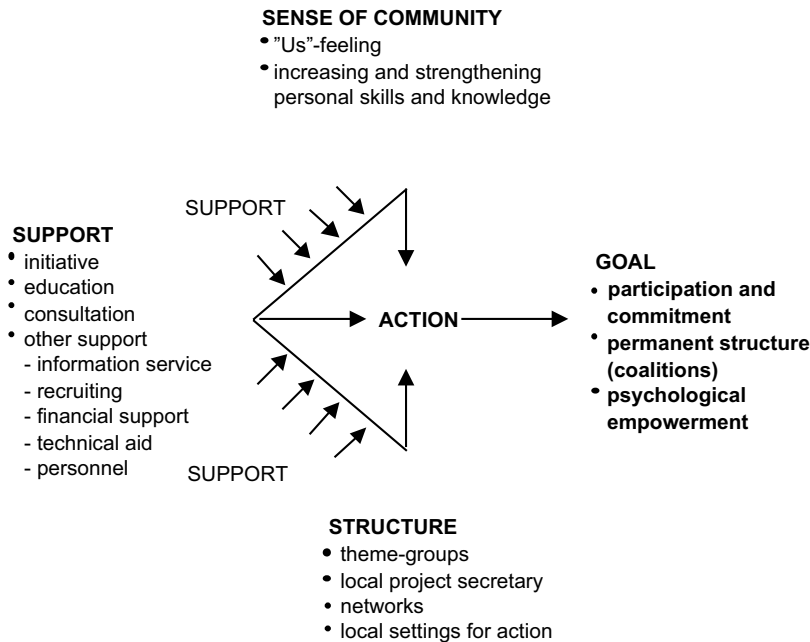 SENSE OF COMMUNITY
• ”Us”-feeling
• increasing and strengthening
personal skills and knowledge
SUPPORT
SUPPORT
• initiative
• education
• consultation
• other support
- information service
- recruiting
- financial support
- technical aid
- personnel
ACTION
GOAL
• participation and
commitment
• permanent structure
(coalitions)
• psychological
empowerment
SUPPORT
STRUCTURE
• theme-groups
• local project secretary
• networks
• local settings for action